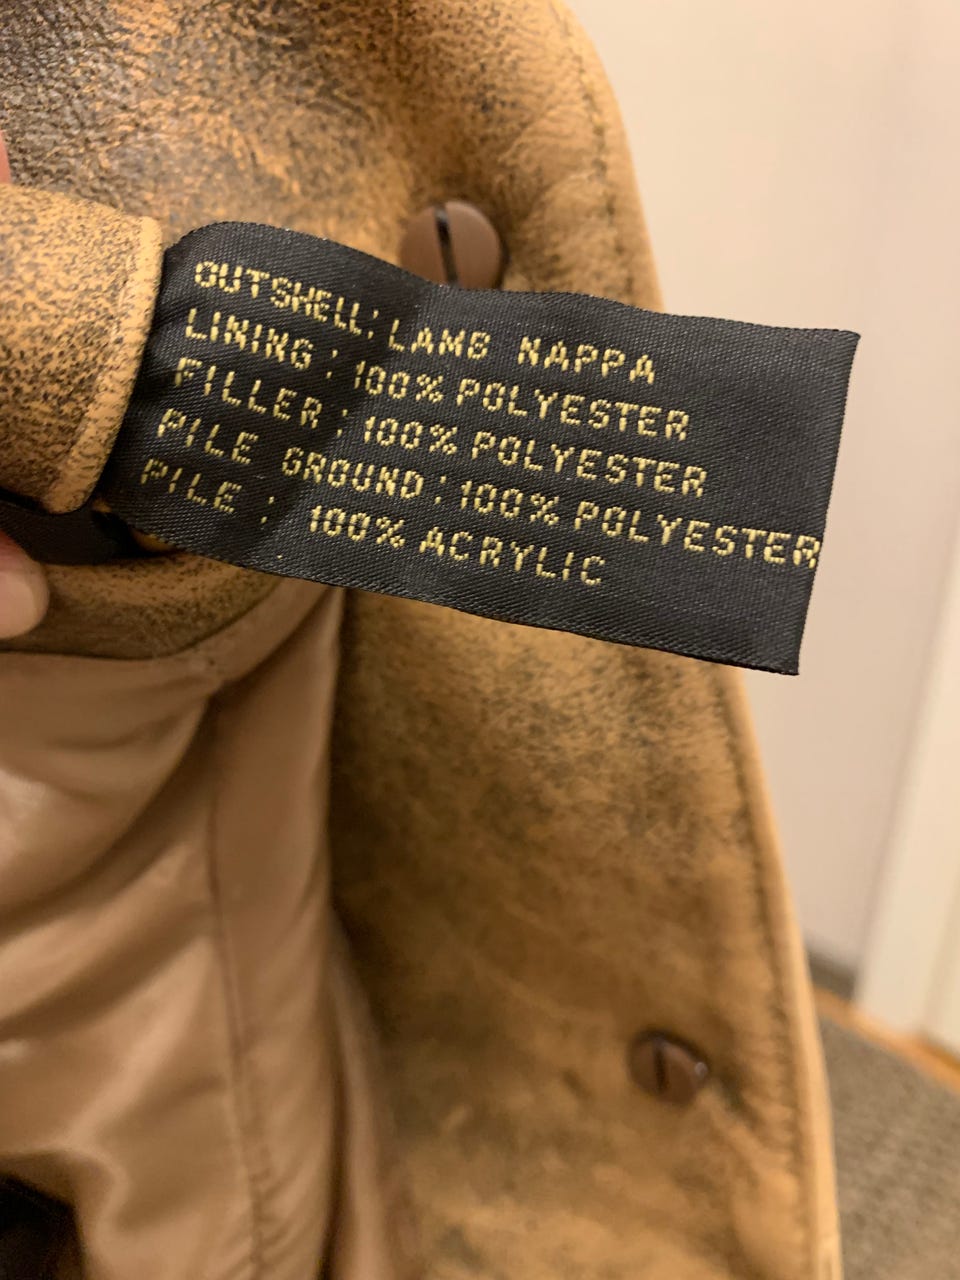 OUTSHELL: LAMB NAPPA
LINING : 100% POLYESTER
FILLER : 100% POLYESTER
PILE GROUND : 100% POLYESTER
PILE : 100% ACRYLIC